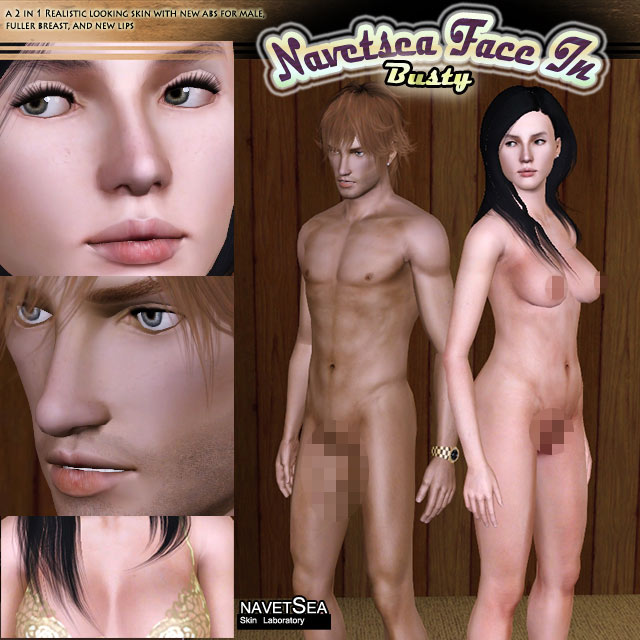 A 2 IN 1 REALISTIC LOOKING SKIN WITH NEW ABS FOR MALE,
FULLER BREAST, AND NEW LIPS
Navetsea Face In
Busty
NAVETSEA
Skin Laboratory